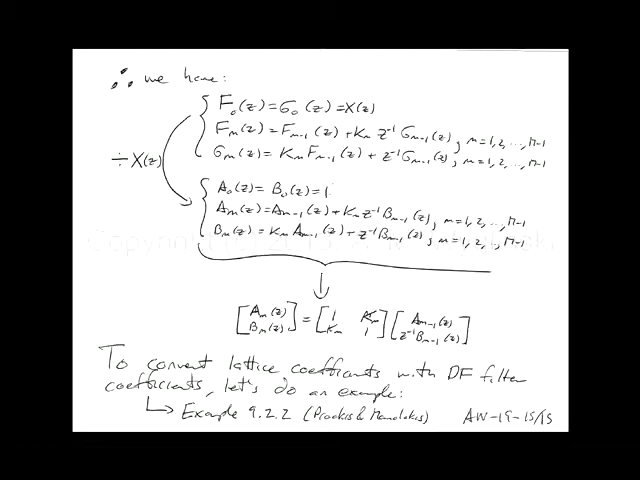 ∴ we have:
F₀(z) = G₀(z) = X(z)
Fₘ(z) = Fₘ₋₁(z) + Kₘ z⁻¹ Gₘ₋₁(z), m = 1, 2, ..., M-1
Gₘ(z) = Kₘ Fₘ₋₁(z) + z⁻¹ Gₘ₋₁(z), m = 1, 2, ..., M-1
÷ X(z)
A₀(z) = B₀(z) = 1
Aₘ(z) = Aₘ₋₁(z) + Kₘ z⁻¹ Bₘ₋₁(z), m = 1, 2, ..., M-1
Bₘ(z) = Kₘ Aₘ₋₁(z) + z⁻¹ Bₘ₋₁(z), m = 1, 2, ..., M-1
[Aₘ(z)] = [1 Kₘ] [Aₘ₋₁(z)]
[Bₘ(z)] [Kₘ 1] [z⁻¹ Bₘ₋₁(z)]
To convert lattice coefficients with DF filter
coefficients, let's do an example:
↳ Example 9.2.2 (Proakis & Manolakis)
AW-19-15/15